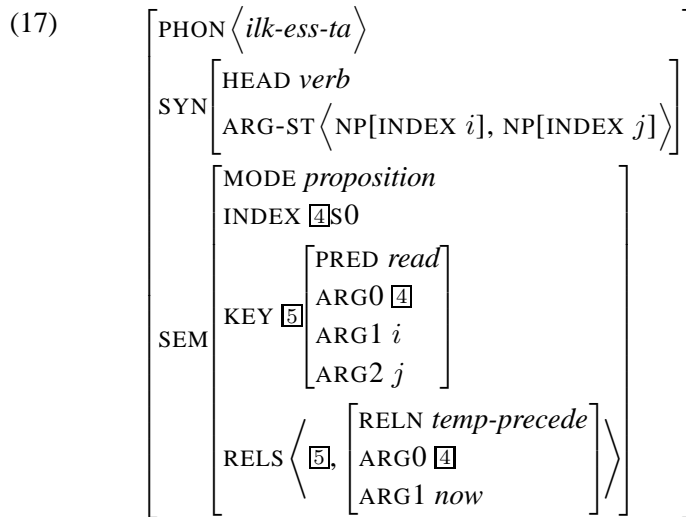 (17)
PHON ⟨ilk-ess-ta⟩
SYN
HEAD verb
ARG-ST ⟨NP[INDEX i], NP[INDEX j]⟩
SEM
MODE proposition
INDEX 4 S0
KEY 5
PRED read
ARG0 4
ARG1 i
ARG2 j
RELS ⟨ 5,
RELN temp-precede
ARG0 4
ARG1 now
⟩